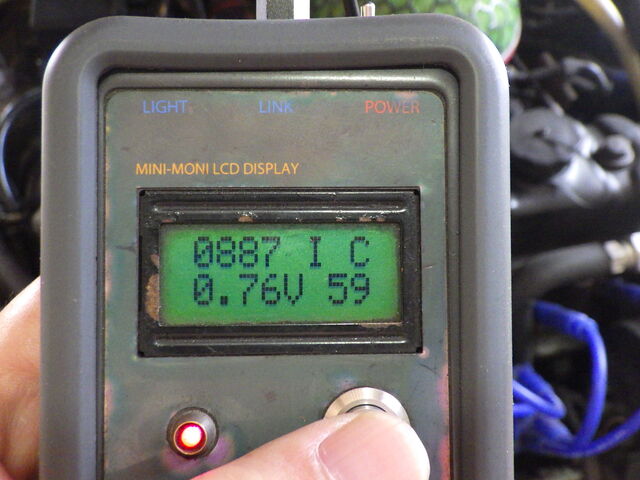 LIGHT LINK POWER
MINI-MONI LCD DISPLAY
0887 I C
0.76V 59